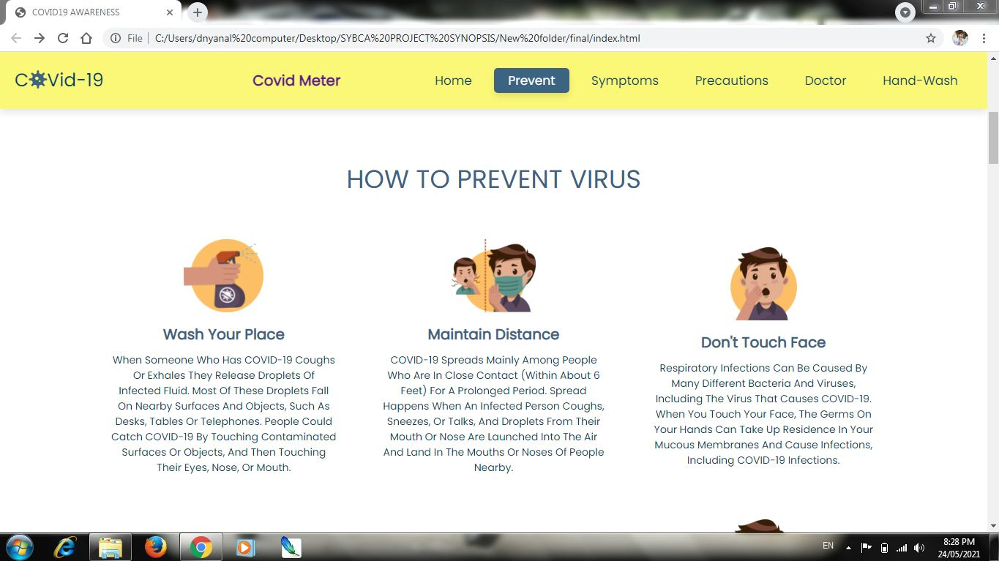 COVID19 AWARENESS
File
C:/Users/dnyanal%20computer/Desktop/SYBCA%20PROJECT%20SYNOPSIS/New%20folder/final/index.html
CVid-19
Covid Meter
Home
Prevent
Symptoms
Precautions
Doctor
Hand-Wash
HOW TO PREVENT VIRUS
Wash Your Place
When Someone Who Has COVID-19 Coughs
Or Exhales They Release Droplets Of
Infected Fluid. Most Of These Droplets Fall
On Nearby Surfaces And Objects, Such As
Desks, Tables Or Telephones. People Could
Catch COVID-19 By Touching Contaminated
Surfaces Or Objects, And Then Touching
Their Eyes, Nose, Or Mouth.
Maintain Distance
COVID-19 Spreads Mainly Among People
Who Are In Close Contact (Within About 6
Feet) For A Prolonged Period. Spread
Happens When An Infected Person Coughs,
Sneezes, Or Talks, And Droplets From Their
Mouth Or Nose Are Launched Into The Air
And Land In The Mouths Or Noses Of People
Nearby.
Don't Touch Face
Respiratory Infections Can Be Caused By
Many Different Bacteria And Viruses,
Including The Virus That Causes COVID-19.
When You Touch Your Face, The Germs On
Your Hands Can Take Up Residence In Your
Mucous Membranes And Cause Infections,
Including COVID-19 Infections.
EN
8:28 PM
24/05/2021